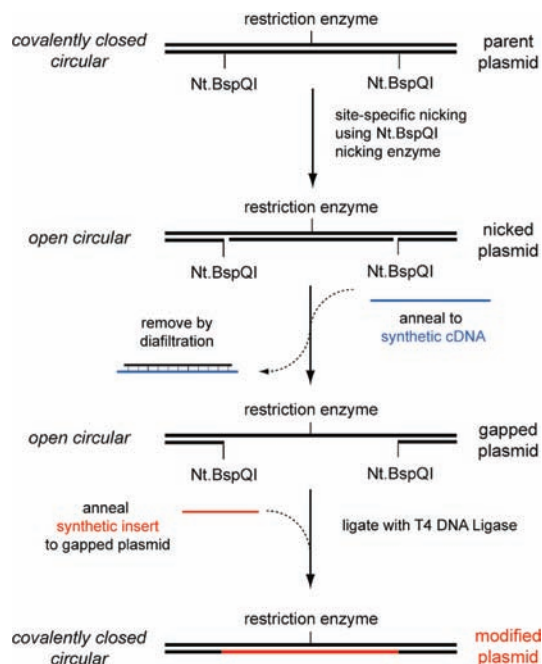 restriction enzyme
covalently closed
circular
parent
plasmid
Nt.BspQI
Nt.BspQI
site-specific nicking
using Nt.BspQI
nicking enzyme
restriction enzyme
open circular
nicked
plasmid
Nt.BspQI
Nt.BspQI
remove by
diafiltration
anneal to
synthetic cDNA
restriction enzyme
open circular
gapped
plasmid
Nt.BspQI
Nt.BspQI
anneal
synthetic insert
to gapped plasmid
ligate with T4 DNA Ligase
restriction enzyme
covalently closed
circular
modified
plasmid